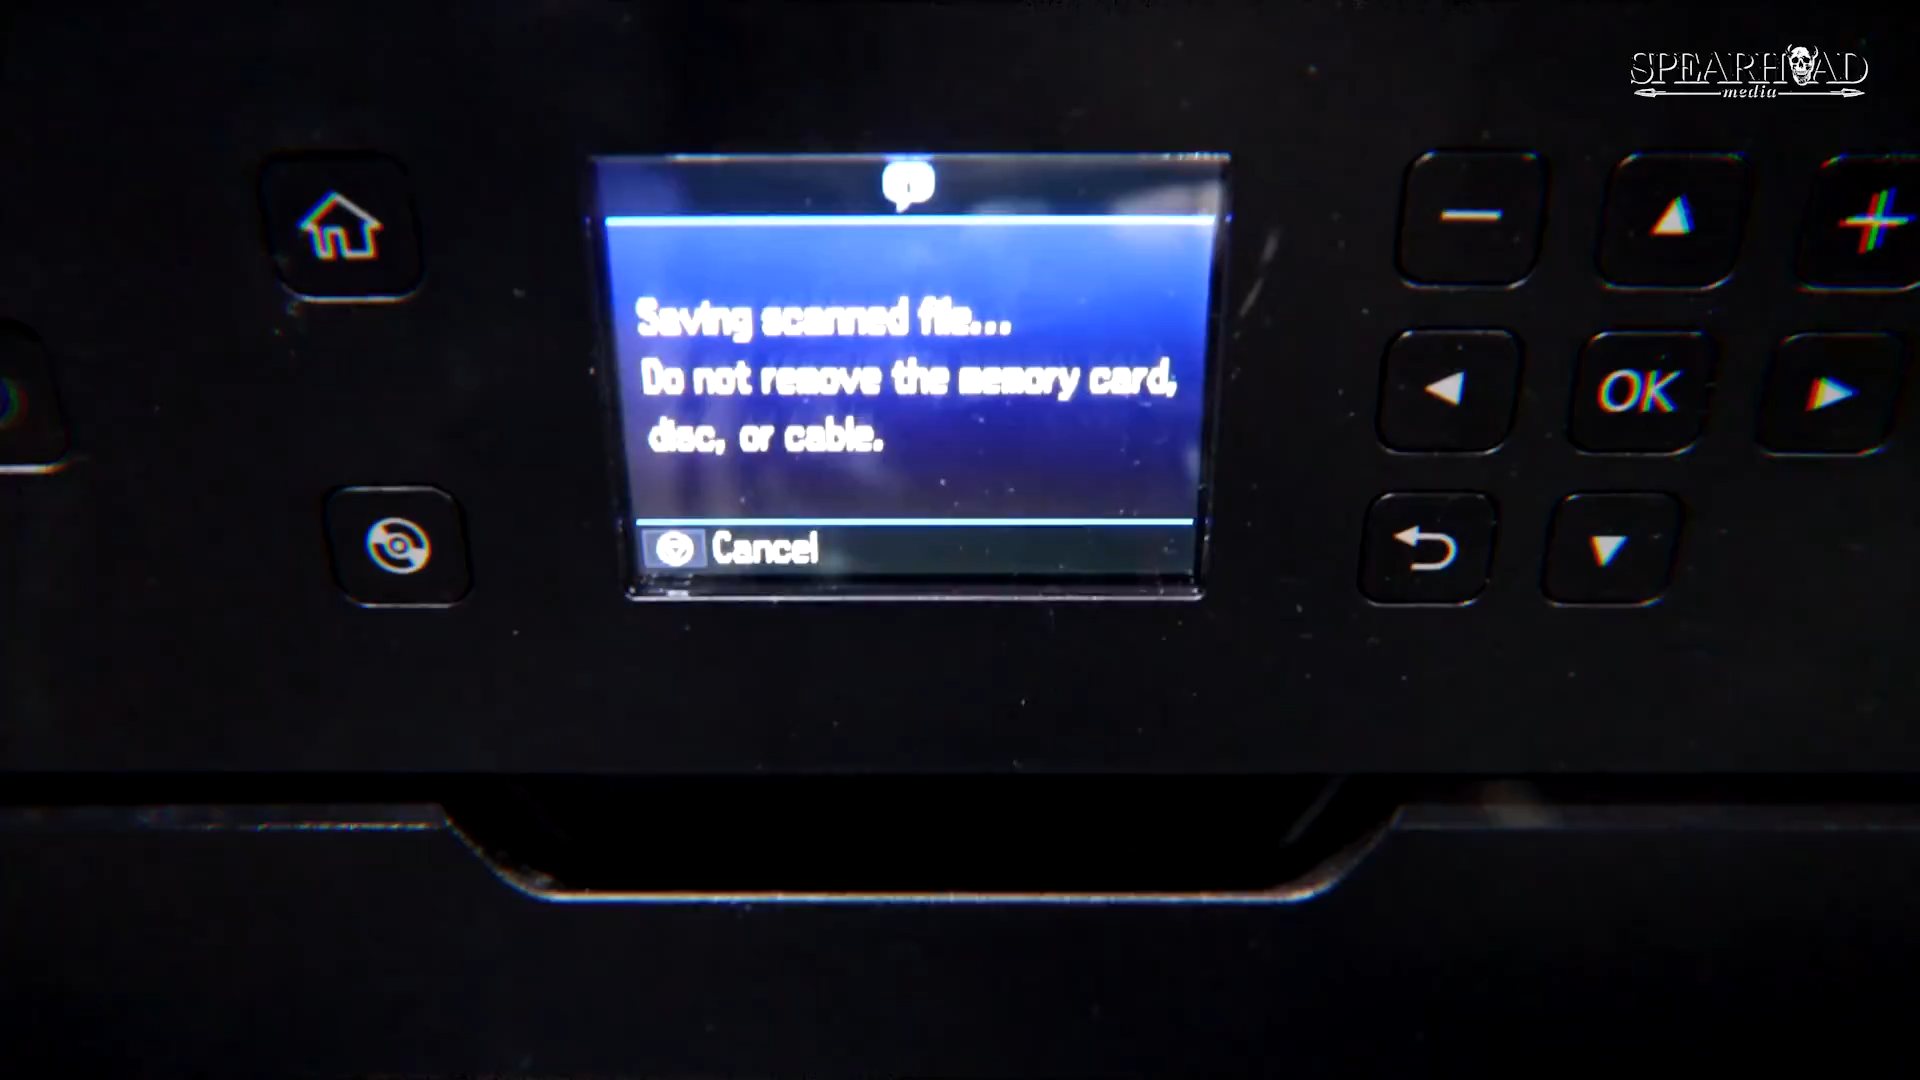 SPEARHEAD
media
Saving scanned file...
Do not remove the memory card,
disc, or cable.
Cancel
OK